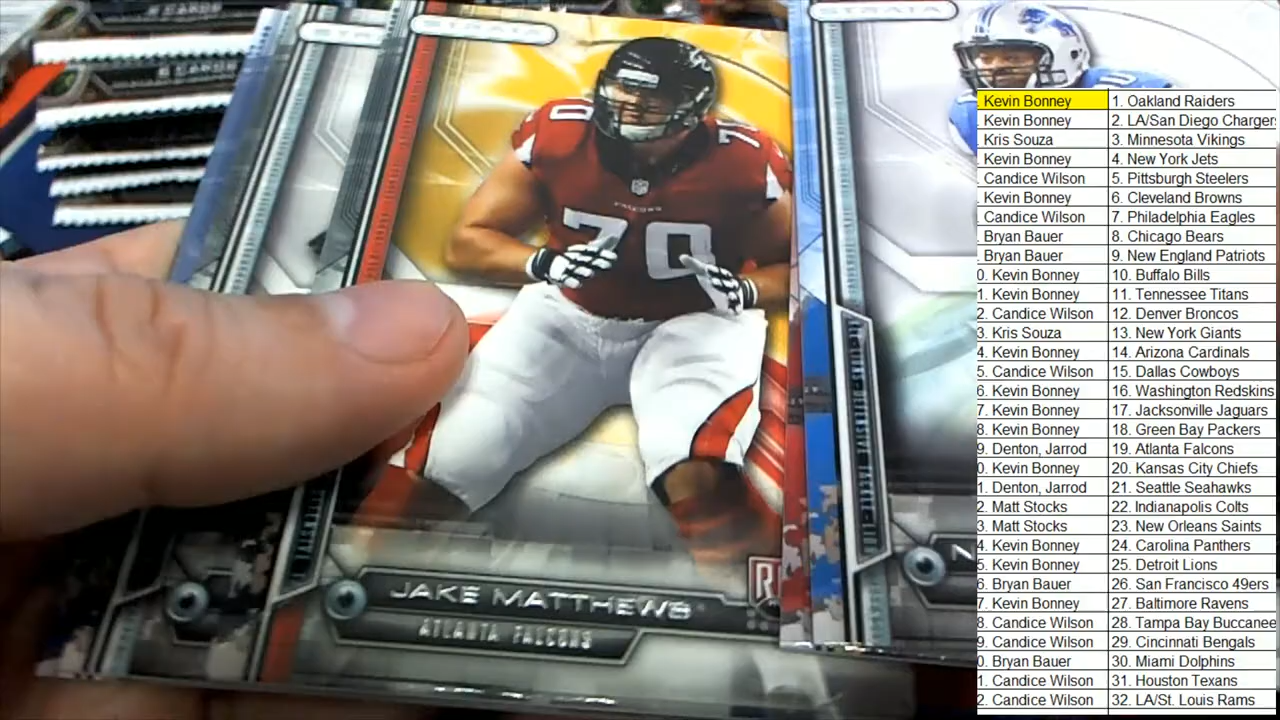 STRATA
STRATA
STRATA
CARDS
CARDS
70
70
FALCONS
70
JAKE MATTHEWS
ATLANTA FALCONS
Kevin Bonney 1. Oakland Raiders
Kevin Bonney 2. LA/San Diego Charger
Kris Souza 3. Minnesota Vikings
Kevin Bonney 4. New York Jets
Candice Wilson 5. Pittsburgh Steelers
Kevin Bonney 6. Cleveland Browns
Candice Wilson 7. Philadelphia Eagles
Bryan Bauer 8. Chicago Bears
Bryan Bauer 9. New England Patriots
0. Kevin Bonney 10. Buffalo Bills
1. Kevin Bonney 11. Tennessee Titans
2. Candice Wilson 12. Denver Broncos
3. Kris Souza 13. New York Giants
4. Kevin Bonney 14. Arizona Cardinals
5. Candice Wilson 15. Dallas Cowboys
6. Kevin Bonney 16. Washington Redskins
7. Kevin Bonney 17. Jacksonville Jaguars
8. Kevin Bonney 18. Green Bay Packers
9. Denton, Jarrod 19. Atlanta Falcons
0. Kevin Bonney 20. Kansas City Chiefs
1. Denton, Jarrod 21. Seattle Seahawks
2. Matt Stocks 22. Indianapolis Colts
3. Matt Stocks 23. New Orleans Saints
4. Kevin Bonney 24. Carolina Panthers
5. Kevin Bonney 25. Detroit Lions
6. Bryan Bauer 26. San Francisco 49ers
7. Kevin Bonney 27. Baltimore Ravens
8. Candice Wilson 28. Tampa Bay Buccanee
9. Candice Wilson 29. Cincinnati Bengals
0. Bryan Bauer 30. Miami Dolphins
1. Candice Wilson 31. Houston Texans
2. Candice Wilson 32. LA/St. Louis Rams